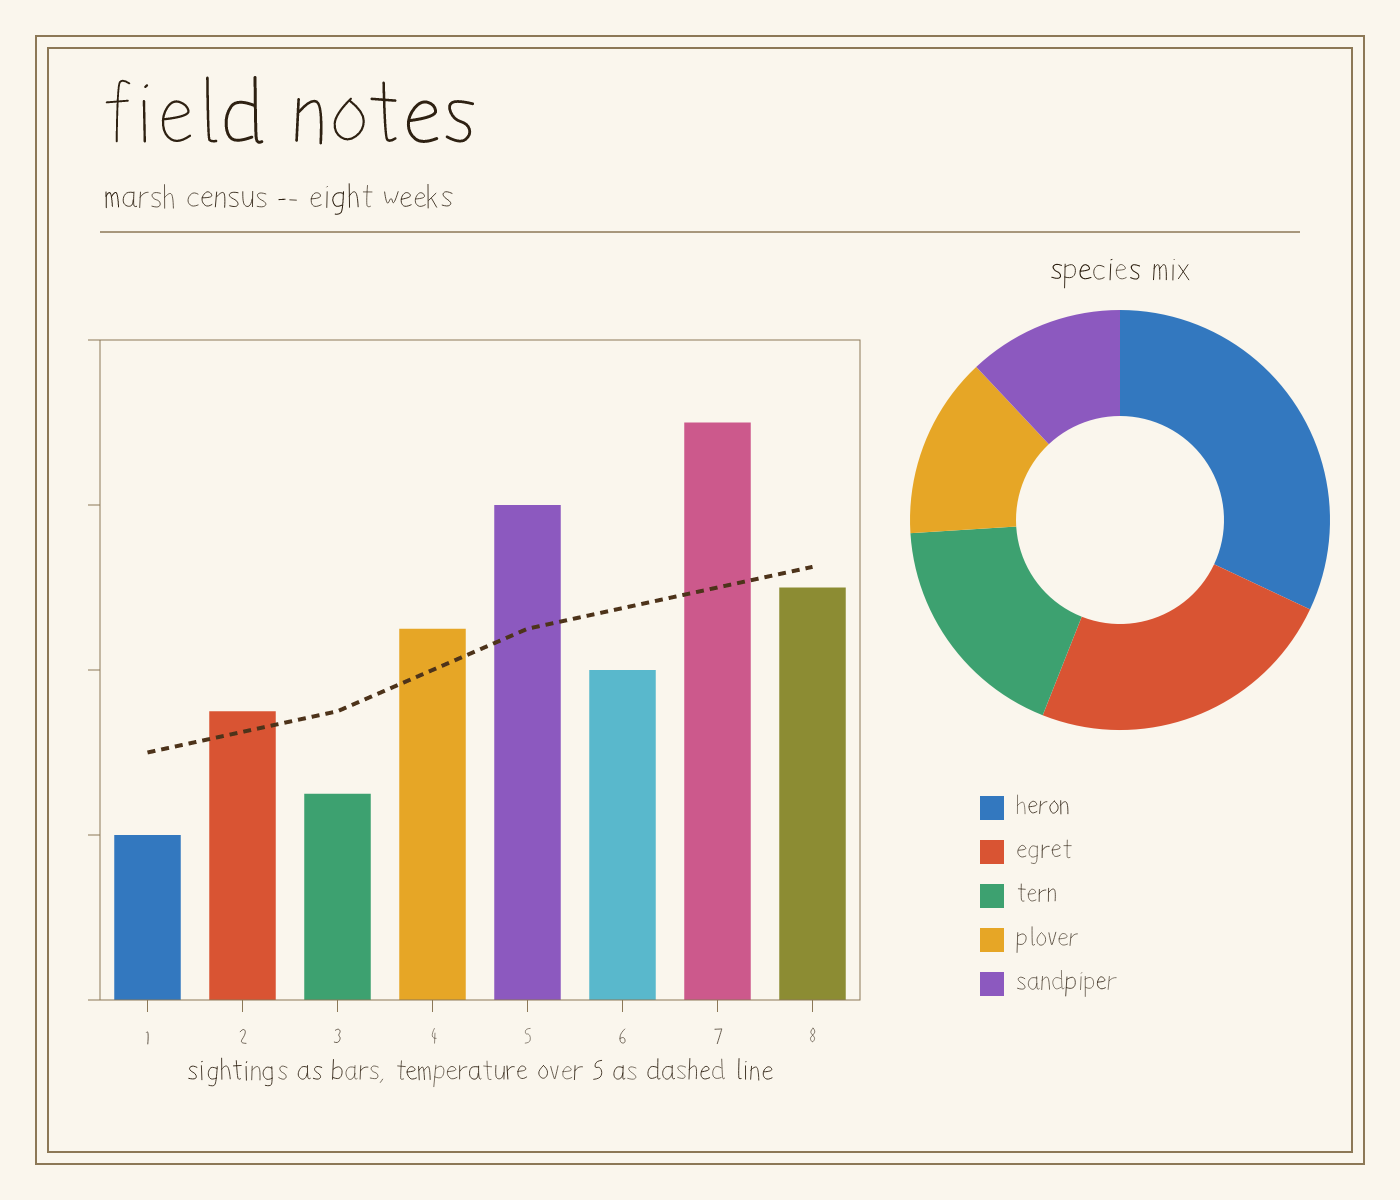 field notes
marsh census -- eight weeks
species mix
heron
egret
tern
plover
sandpiper
1 2 3 4 5 6 7 8
sightings as bars, temperature over 5 as dashed line